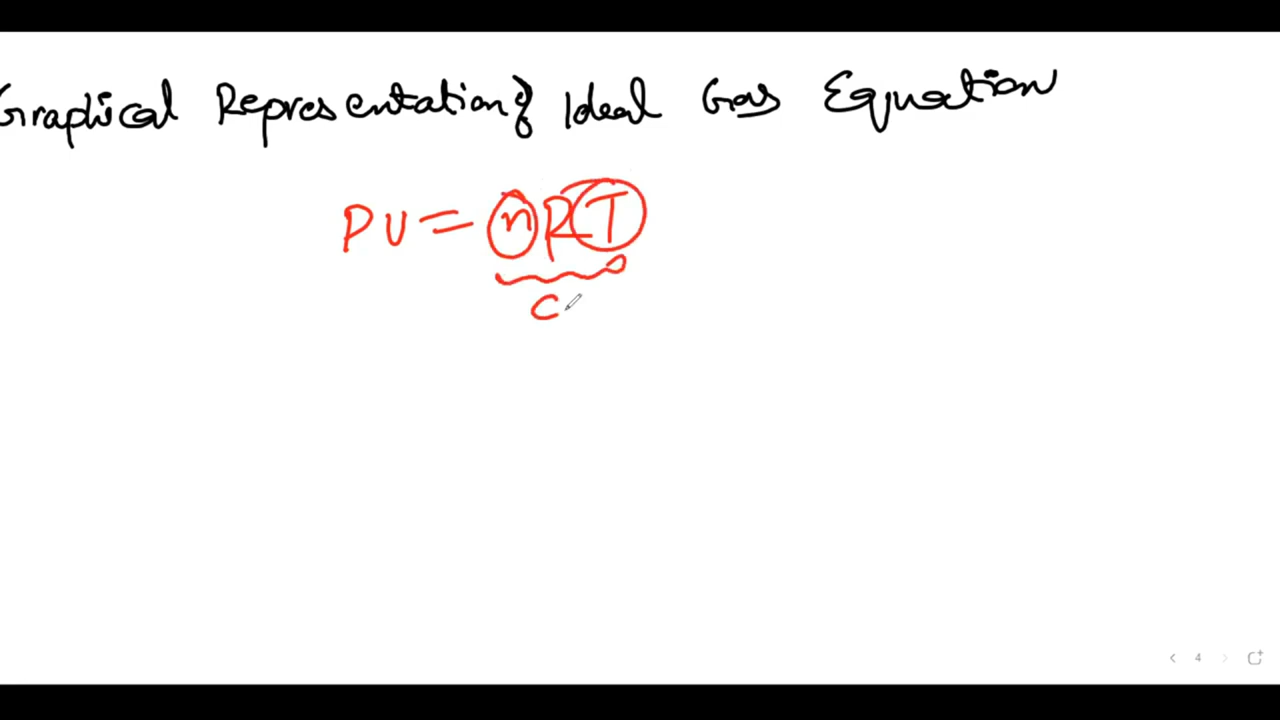 Graphical Representation of Ideal Gas Equation
PV = nRT
C
4